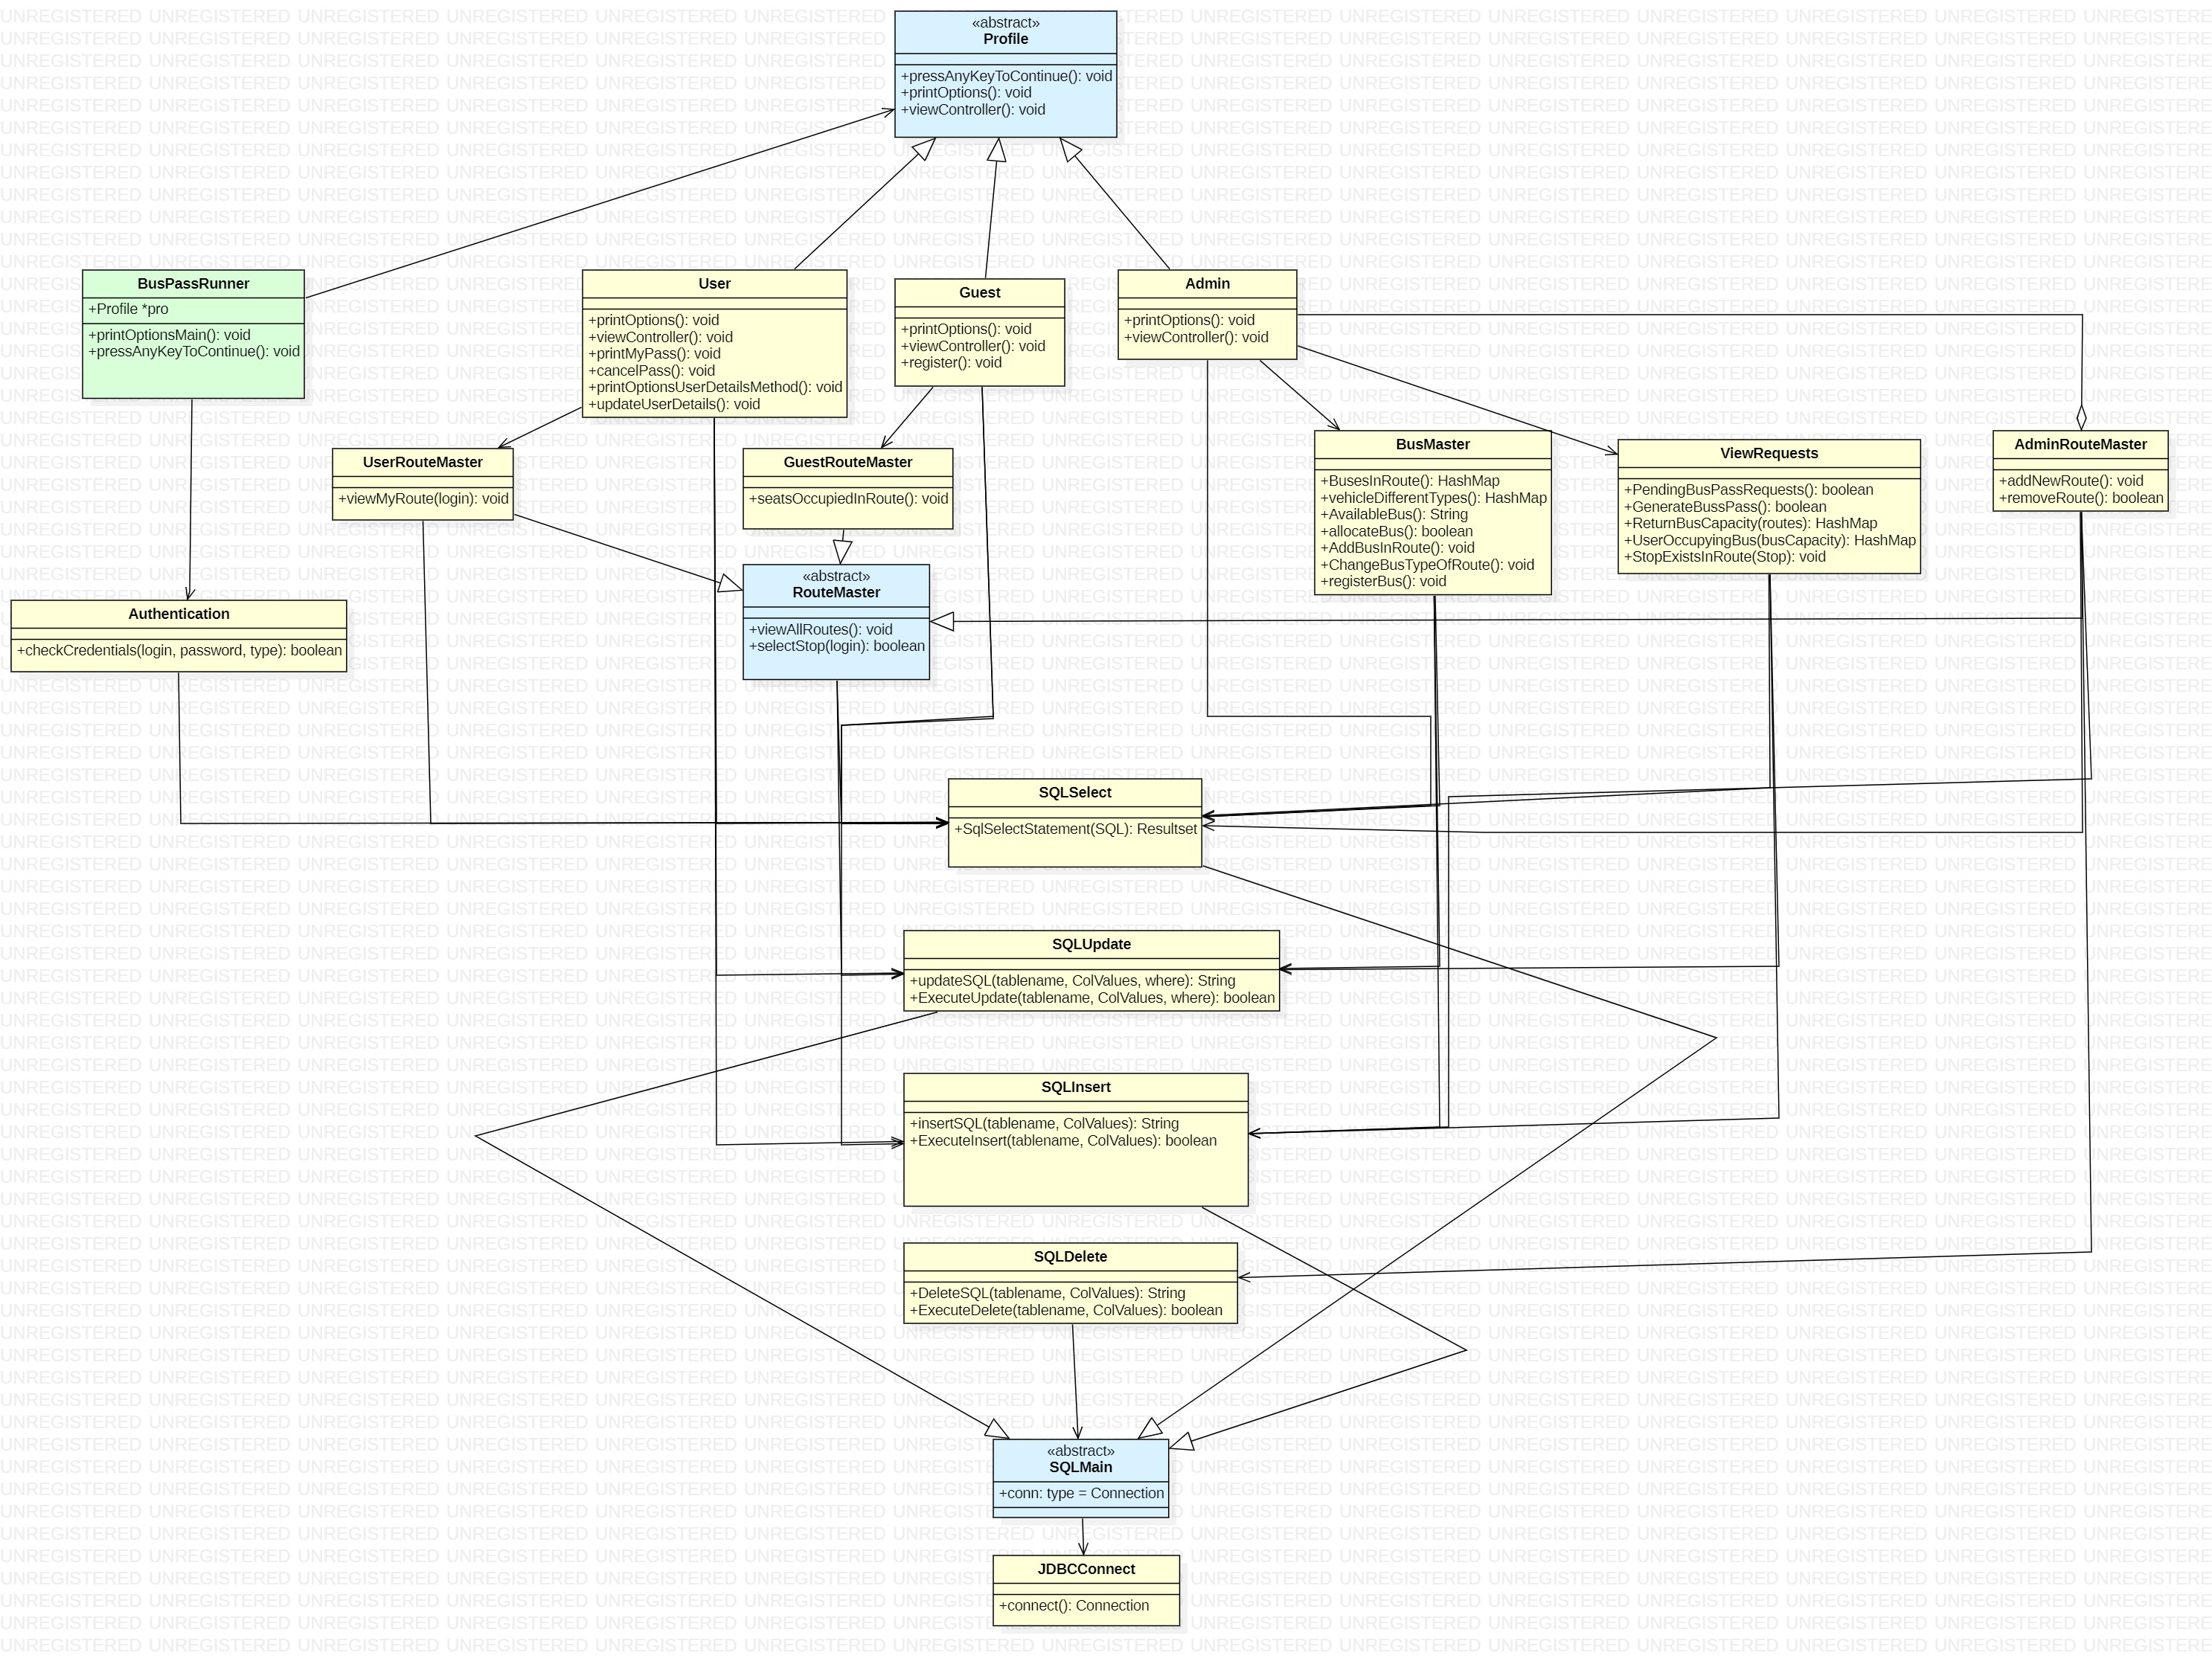 «abstract»
Profile
+pressAnyKeyToContinue(): void
+printOptions(): void
+viewController(): void
BusPassRunner
+Profile *pro
+printOptionsMain(): void
+pressAnyKeyToContinue(): void
User
+printOptions(): void
+viewController(): void
+printMyPass(): void
+cancelPass(): void
+printOptionsUserDetailsMethod(): void
+updateUserDetails(): void
Guest
+printOptions(): void
+viewController(): void
+register(): void
Admin
+printOptions(): void
+viewController(): void
UserRouteMaster
+viewMyRoute(login): void
GuestRouteMaster
+seatsOccupiedInRoute(): void
BusMaster
+BusesInRoute(): HashMap
+vehicleDifferentTypes(): HashMap
+AvailableBus(): String
+allocateBus(): boolean
+AddBusInRoute(): void
+ChangeBusTypeOfRoute(): void
+registerBus(): void
ViewRequests
+PendingBusPassRequests(): boolean
+GenerateBussPass(): boolean
+ReturnBusCapacity(routes): HashMap
+UserOccupyingBus(busCapacity): HashMap
+StopExistsInRoute(Stop): void
AdminRouteMaster
+addNewRoute(): void
+removeRoute(): boolean
Authentication
+checkCredentials(login, password, type): boolean
«abstract»
RouteMaster
+viewAllRoutes(): void
+selectStop(login): boolean
SQLSelect
+SqlSelectStatement(SQL): Resultset
SQLUpdate
+updateSQL(tablename, ColValues, where): String
+ExecuteUpdate(tablename, ColValues, where): boolean
SQLInsert
+insertSQL(tablename, ColValues): String
+ExecuteInsert(tablename, ColValues): boolean
SQLDelete
+DeleteSQL(tablename, ColValues): String
+ExecuteDelete(tablename, ColValues): boolean
«abstract»
SQLMain
+conn: type = Connection
JDBCConnect
+connect(): Connection
UNREGISTERED